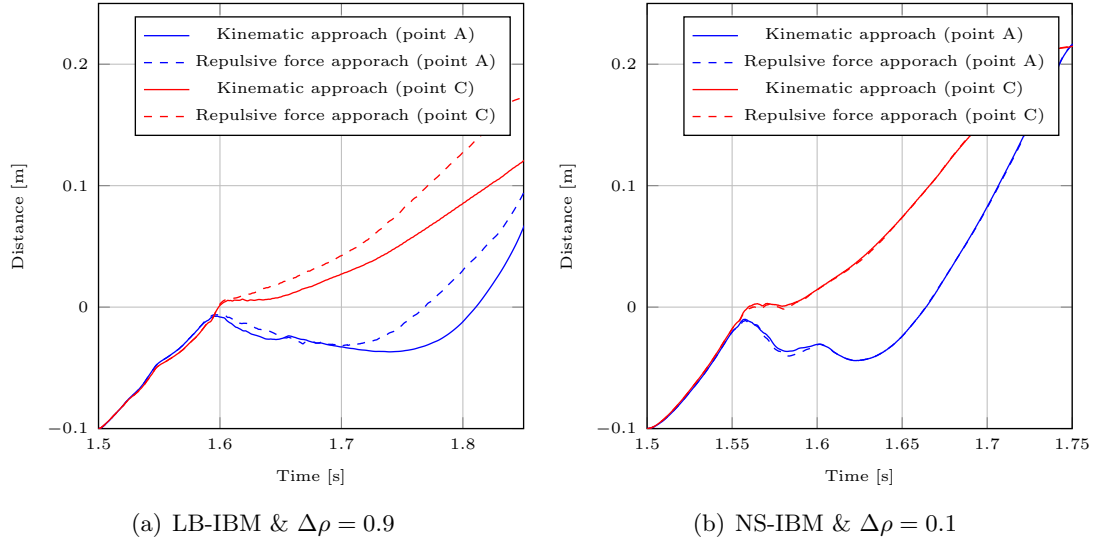 Kinematic approach (point A)
Repulsive force apporach (point A)
Kinematic approach (point C)
Repulsive force apporach (point C)
0.2
0.1
0
−0.1
Distance [m]
1.5
1.6
1.7
1.8
Time [s]
(a) LB-IBM & Δρ = 0.9
Kinematic approach (point A)
Repulsive force apporach (point A)
Kinematic approach (point C)
Repulsive force apporach (point C)
0.2
0.1
0
−0.1
Distance [m]
1.5
1.55
1.6
1.65
1.7
1.75
Time [s]
(b) NS-IBM & Δρ = 0.1